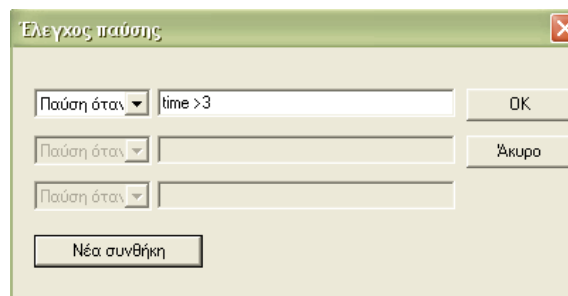 Έλεγχος παύσης
Παύση όταν time >3 OK
Παύση όταν Άκυρο
Παύση όταν
Νέα συνθήκη